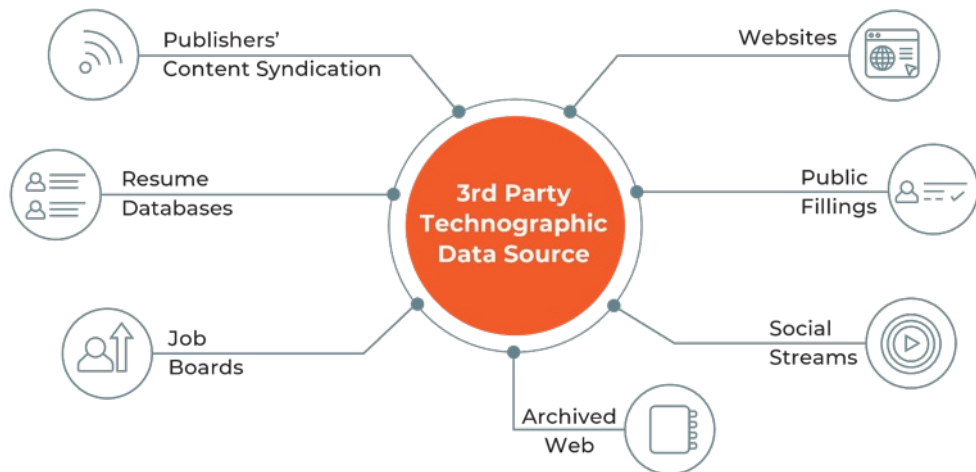 Publishers’
Content Syndication
Websites
Resume
Databases
3rd Party
Technographic
Data Source
Public
Fillings
Job
Boards
Social
Streams
Archived
Web